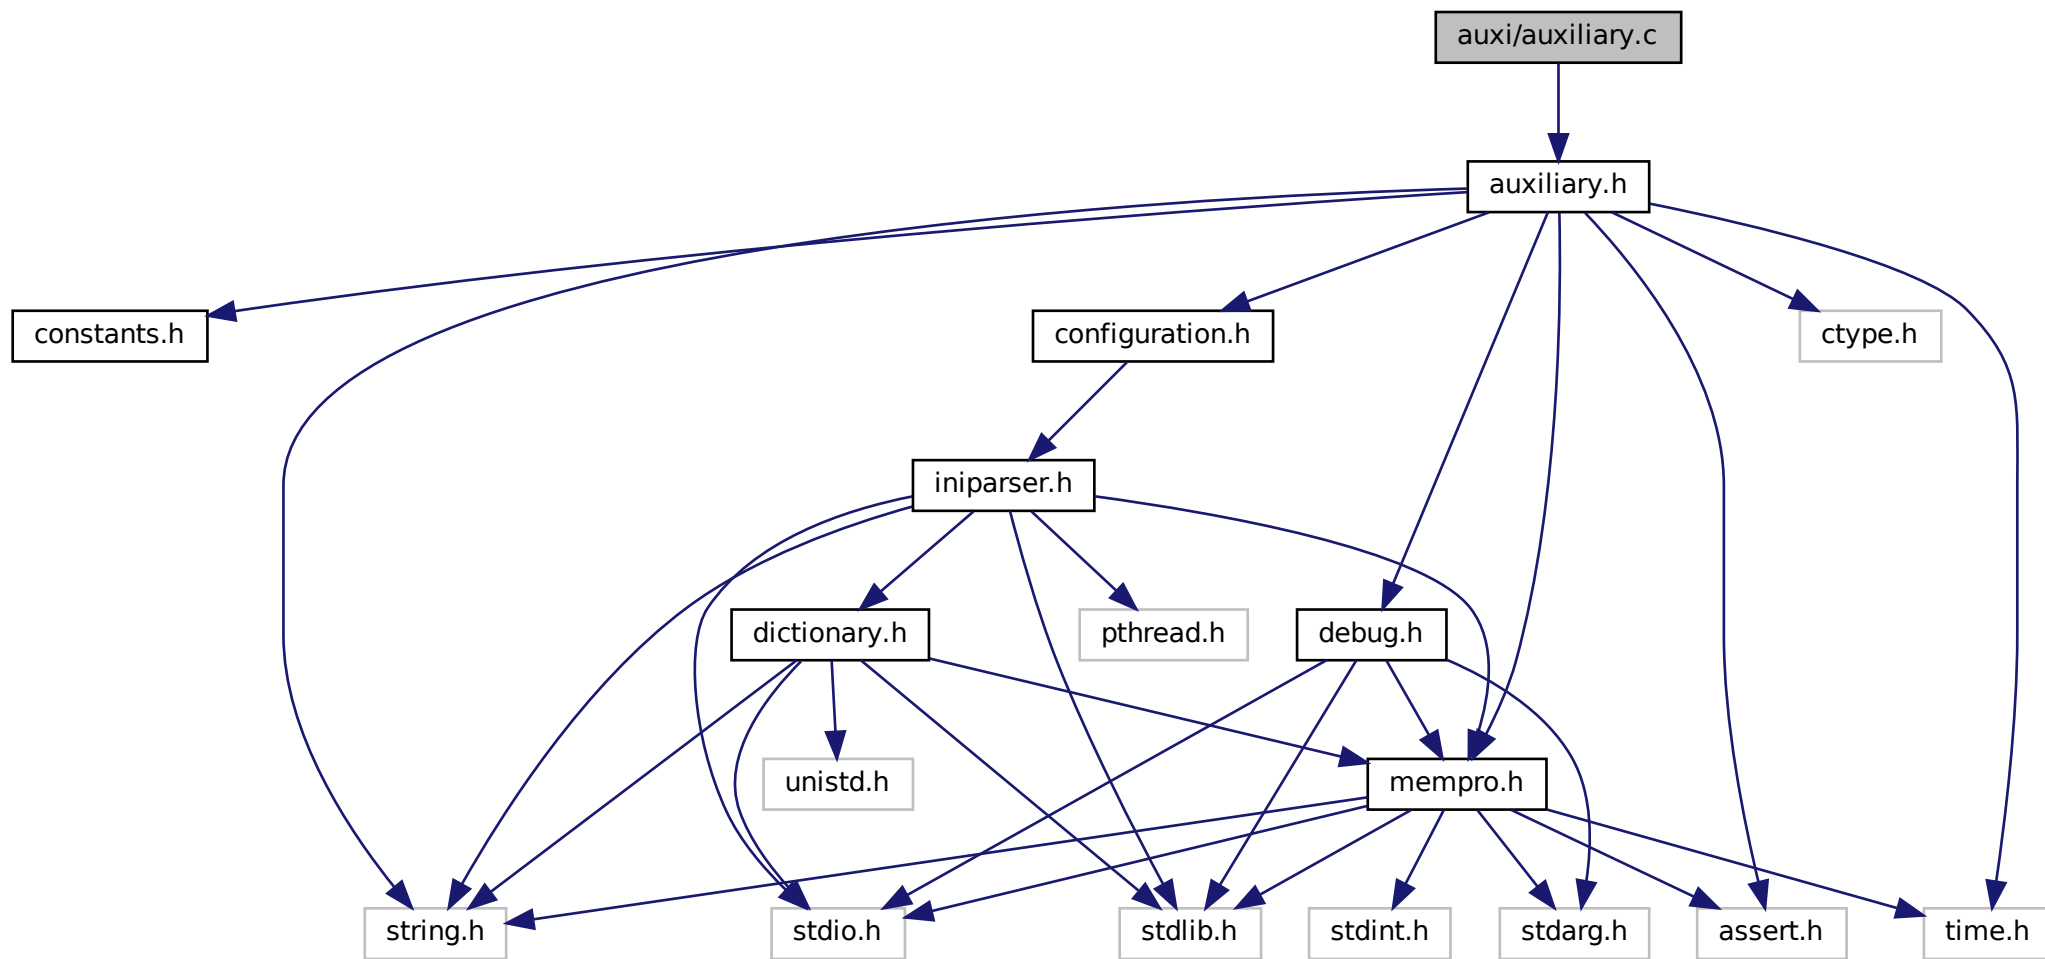 auxi/auxiliary.c
auxiliary.h
constants.h
configuration.h
ctype.h
iniparser.h
dictionary.h
pthread.h
debug.h
unistd.h
mempro.h
string.h
stdio.h
stdlib.h
stdint.h
stdarg.h
assert.h
time.h